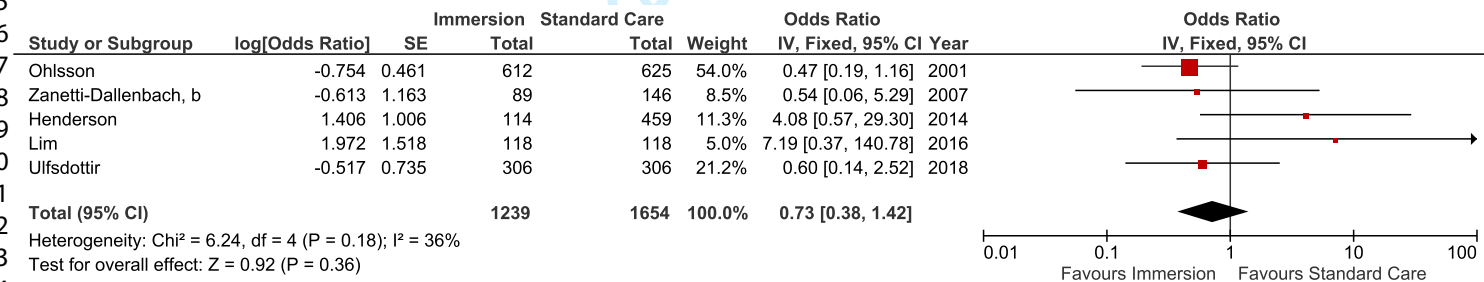 Immersion Standard Care Odds Ratio Odds Ratio
Study or Subgroup log[Odds Ratio] SE Total Total Weight IV, Fixed, 95% CI Year IV, Fixed, 95% CI
Ohlsson -0.754 0.461 612 625 54.0% 0.47 [0.19, 1.16] 2001
Zanetti-Dallenbach, b -0.613 1.163 89 146 8.5% 0.54 [0.06, 5.29] 2007
Henderson 1.406 1.006 114 459 11.3% 4.08 [0.57, 29.30] 2014
Lim 1.972 1.518 118 118 5.0% 7.19 [0.37, 140.78] 2016
Ulfsdottir -0.517 0.735 306 306 21.2% 0.60 [0.14, 2.52] 2018
Total (95% CI) 1239 1654 100.0% 0.73 [0.38, 1.42]
Heterogeneity: Chi² = 6.24, df = 4 (P = 0.18); I² = 36%
Test for overall effect: Z = 0.92 (P = 0.36)
0.01 0.1 1 10 100
Favours Immersion Favours Standard Care